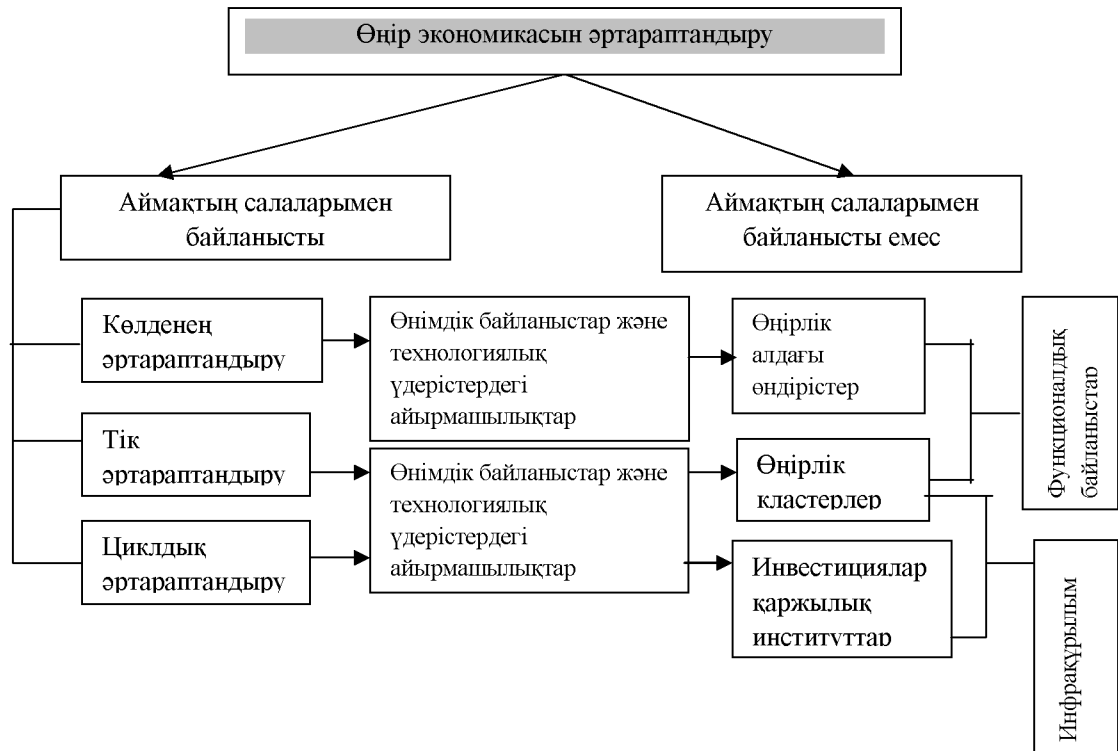 Өңір экономикасын әртараптандыру
Аймақтың салаларымен
байланысты
Аймақтың салаларымен
байланысты емес
Көлденең
әртараптандыру
Өнімдік байланыстар және
технологиялық
үдерістердегі
айырмашылықтар
Өңірлік
алдағы
өндірістер
Функционалдық
байланыстар
Тік
әртараптандыру
Өнімдік байланыстар және
технологиялық
үдерістердегі
айырмашылықтар
Өңірлік
кластерлер
Циклдық
әртараптандыру
Инвестициялар
қаржылық
институттар
Инфрақұрылым